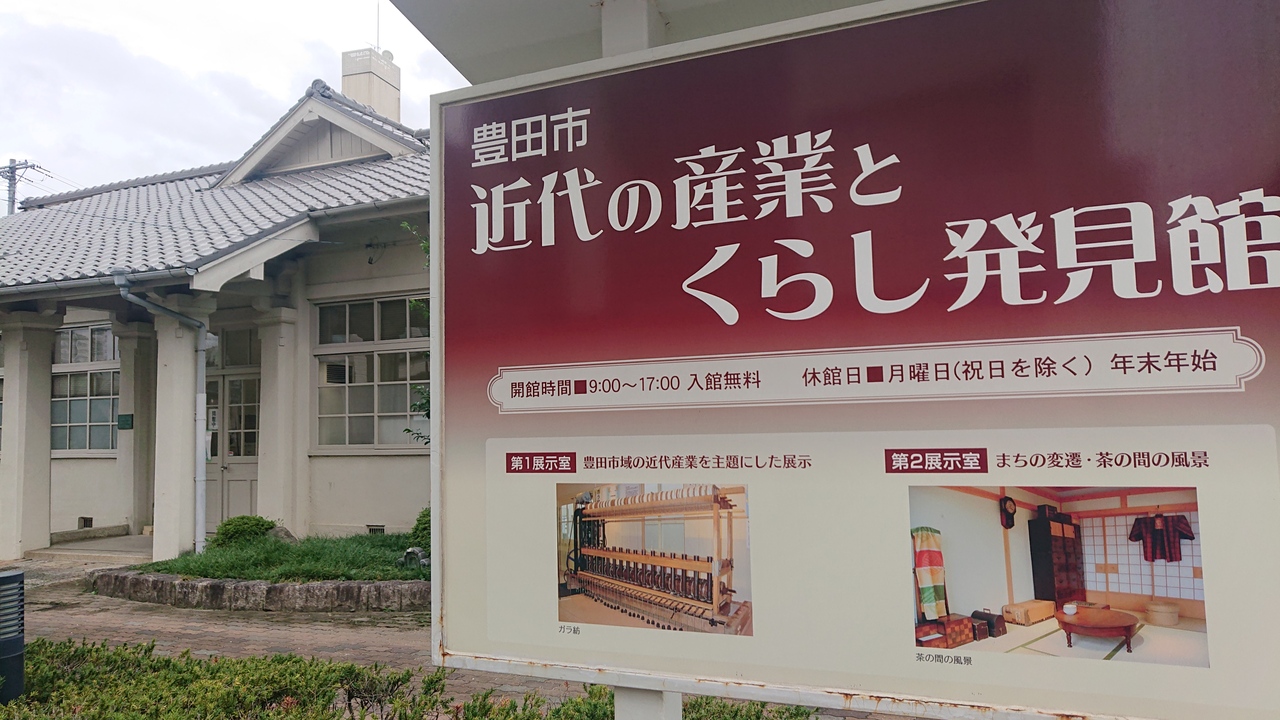 豊田市
近代の産業と
くらし発見館
開館時間■9:00〜17:00 入館無料 休館日■月曜日(祝日を除く) 年末年始
第1展示室 豊田市域の近代産業を主題にした展示
第2展示室 まちの変遷・茶の間の風景
ガラ紡
茶の間の風景